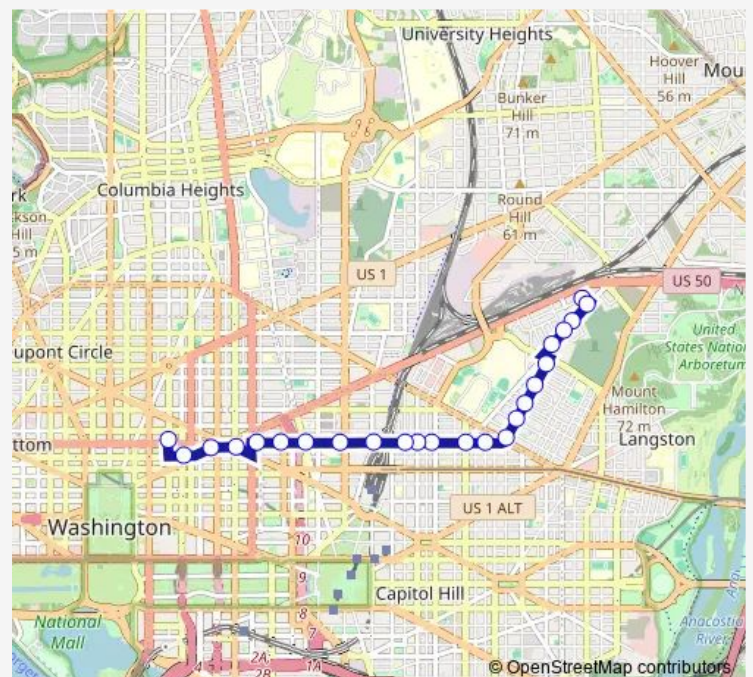 University Heights
Hoover
Hill
56 m
Mou
Bunker
Hill
71 m
Columbia Heights
rk
kson
Hill
5 m
Round
Hill
61 m
US 1
US 50
upont Circle
United
States Nation
Arboretum
Mount
Hamilton
72 m
Langston
ttom
US 1 ALT
Washington
10
9
8
7
Capitol Hill
National
Mall
Anacostia
River
Ana
4
2A
2B
1A
© OpenStreetMap contributors